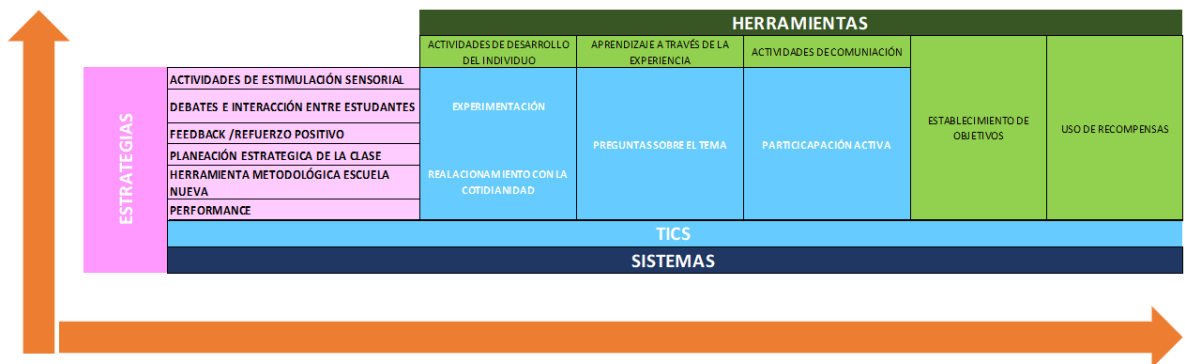 HERRAMIENTAS
ACTIVIDADES DE DESARROLLO
DEL INDIVIDUO
APRENDIZAJE A TRAVÉS DE LA
EXPERIENCIA
ACTIVIDADES DE COMUNIACIÓN
ESTABLECIMIENTO DE
OBJETIVOS
USO DE RECOMPENSAS
ESTRATEGIAS
ACTIVIDADES DE ESTIMULACIÓN SENSORIAL
DEBATES E INTERACCIÓN ENTRE ESTUDANTES
FEEDBACK /REFUERZO POSITIVO
PLANEACIÓN ESTRATEGICA DE LA CLASE
HERRAMIENTA METODOLÓGICA ESCUELA
NUEVA
PERFORMANCE
EXPERIMENTACIÓN
REALACIONAMIENTO CON LA
COTIDIANIDAD
PREGUNTAS SOBRE EL TEMA
PARTICICAPACIÓN ACTIVA
TICS
SISTEMAS